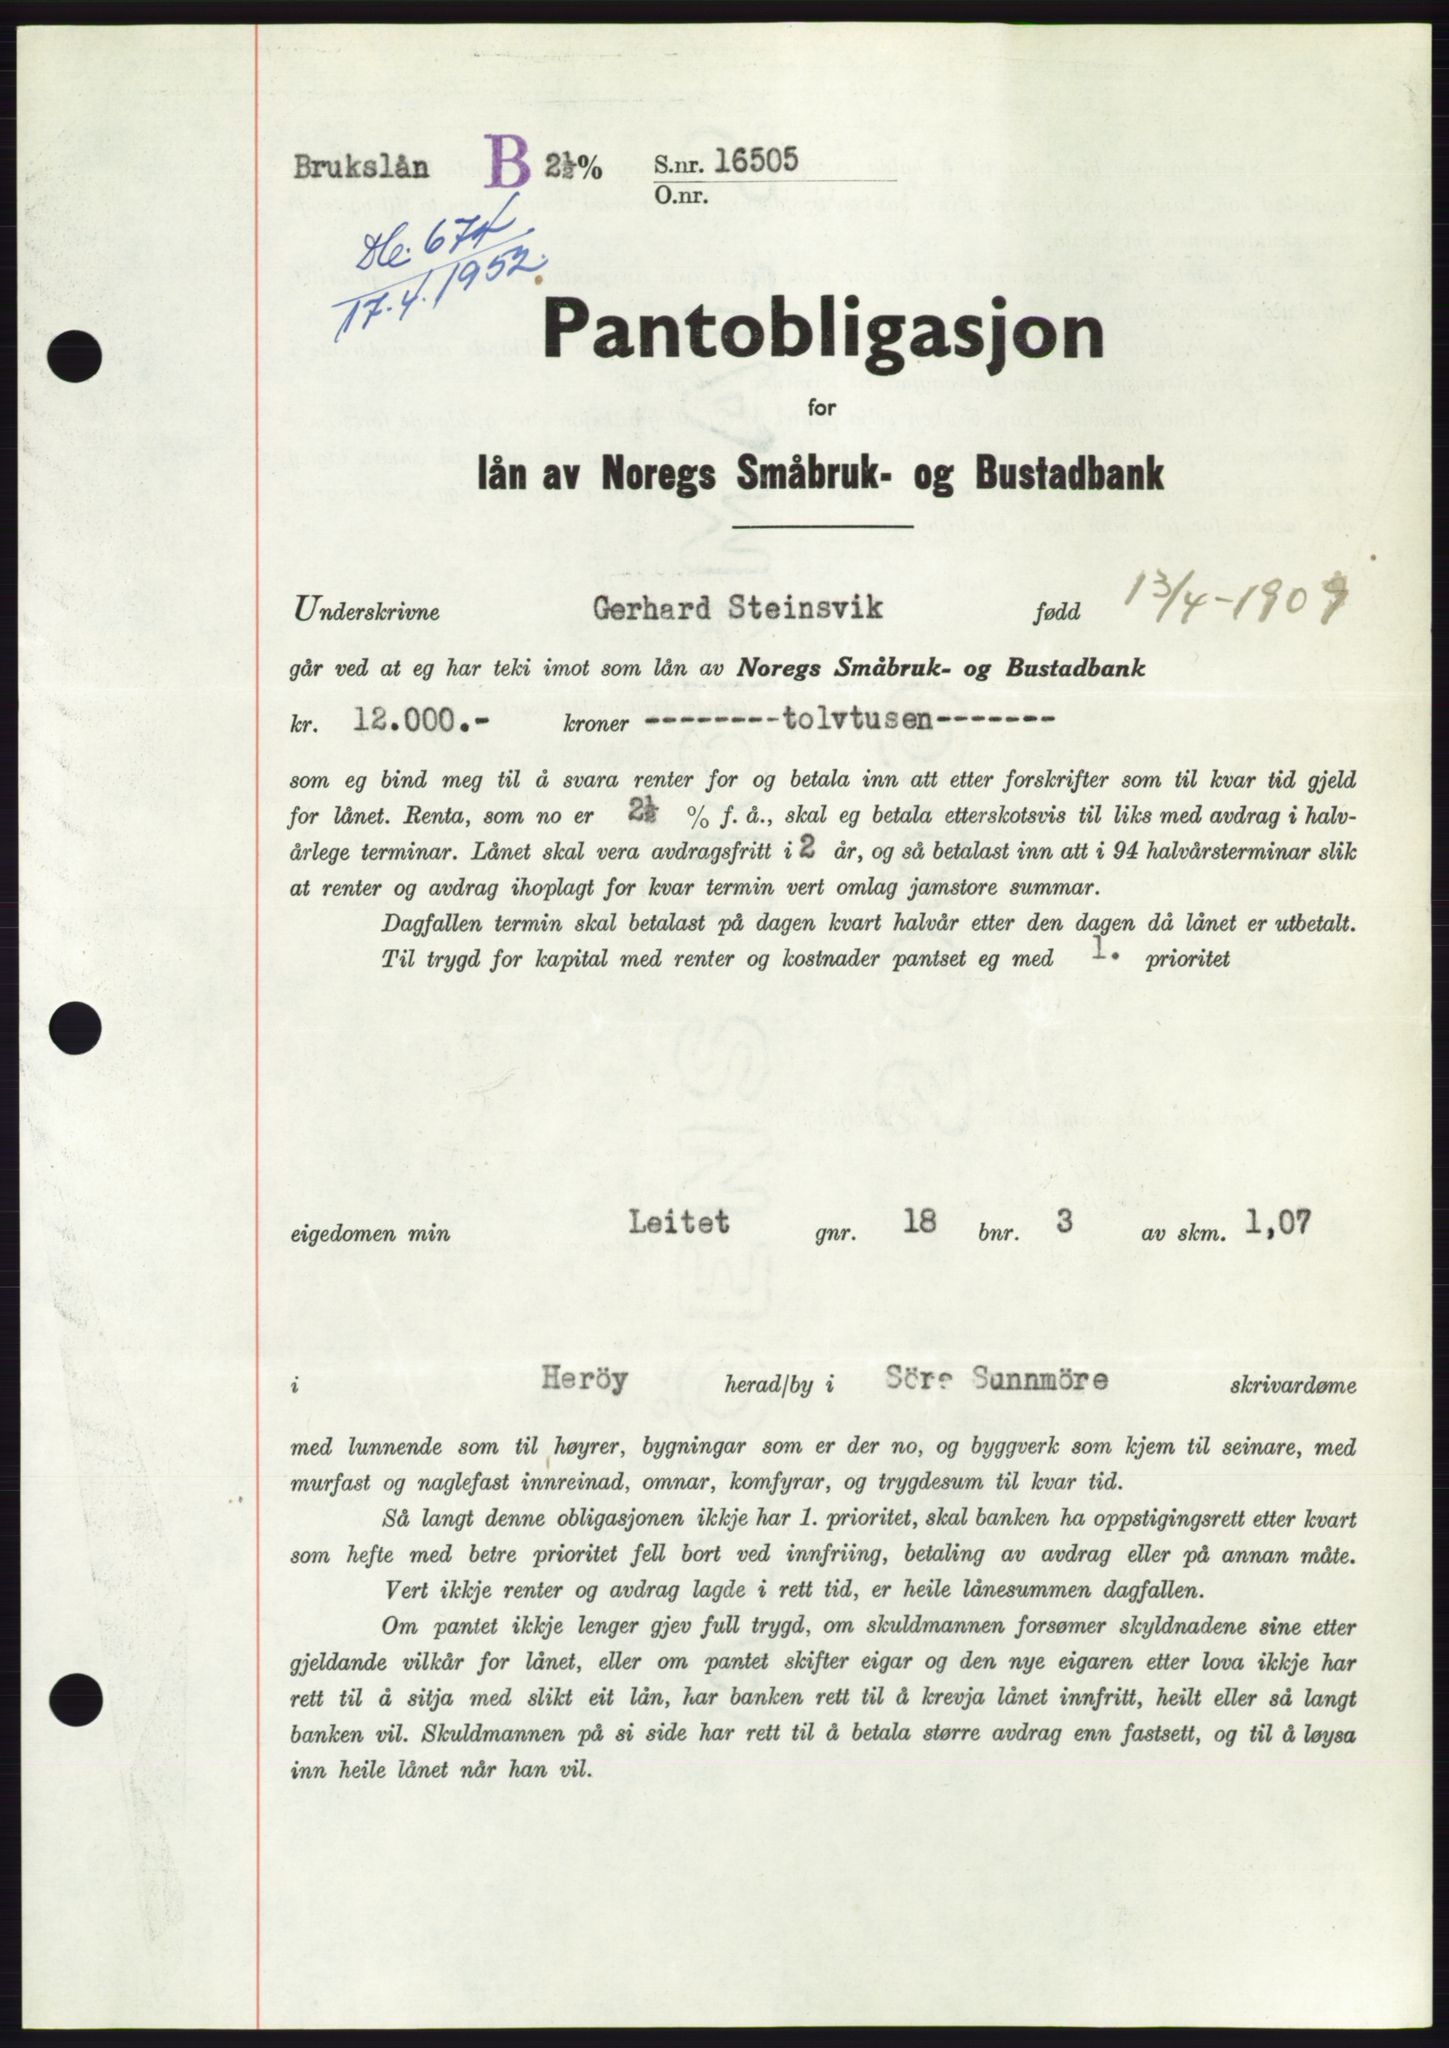 Brukslån B 2½% S.nr. 16505
O.nr.
Dle. 674
17.4.1952.
Pantobligasjon
for
lån av Noregs Småbruk- og Bustadbank
Underskrivne Gerhard Steinsvik fødd 13/4-1909
går ved at eg har teki imot som lån av Noregs Småbruk- og Bustadbank
kr. 12.000.- kroner --------tolvtusen-------
som eg bind meg til å svara renter for og betala inn att etter forskrifter som til kvar tid gjeld
for lånet. Renta, som no er 2½ % f. å., skal eg betala etterskotsvis til liks med avdrag i halv-
årlege terminar. Lånet skal vera avdragsfritt i 2 år, og så betalast inn att i 94 halvårsterminar slik
at renter og avdrag ihoplagt for kvar termin vert omlag jamstore summar.
Dagfallen termin skal betalast på dagen kvart halvår etter den dagen då lånet er utbetalt.
Til trygd for kapital med renter og kostnader pantset eg med 1. prioritet
eigedomen min Leitet gnr. 18 bnr. 3 av skm. 1,07
i Heröy herad/by i Söre Sunnmöre skrivardøme
med lunnende som til høyrer, bygningar som er der no, og byggverk som kjem til seinare, med
murfast og naglefast innreinad, omnar, komfyrar, og trygdesum til kvar tid.
Så langt denne obligasjonen ikkje har 1. prioritet, skal banken ha oppstigingsrett etter kvart
som hefte med betre prioritet fell bort ved innfriing, betaling av avdrag eller på annan måte.
Vert ikkje renter og avdrag lagde i rett tid, er heile lånesummen dagfallen.
Om pantet ikkje lenger gjev full trygd, om skuldmannen forsømer skyldnadene sine etter
gjeldande vilkår for lånet, eller om pantet skifter eigar og den nye eigaren etter lova ikkje har
rett til å sitja med slikt eit lån, har banken rett til å krevja lånet innfritt, heilt eller så langt
banken vil. Skuldmannen på si side har rett til å betala større avdrag enn fastsett, og til å løysa
inn heile lånet når han vil.